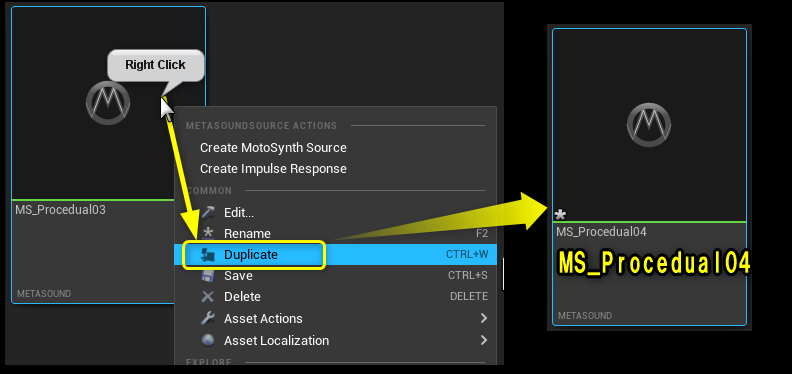 Right Click
METASOUNDSOURCE ACTIONS
Create MotoSynth Source
Create Impulse Response
COMMON
Edit...
Rename F2
Duplicate CTRL+W
Save CTRL+S
Delete DELETE
Asset Actions
Asset Localization
EXPLORE
MS_Procedual03
METASOUND
MS_Procedual04
MS_Procedual04
METASOUND